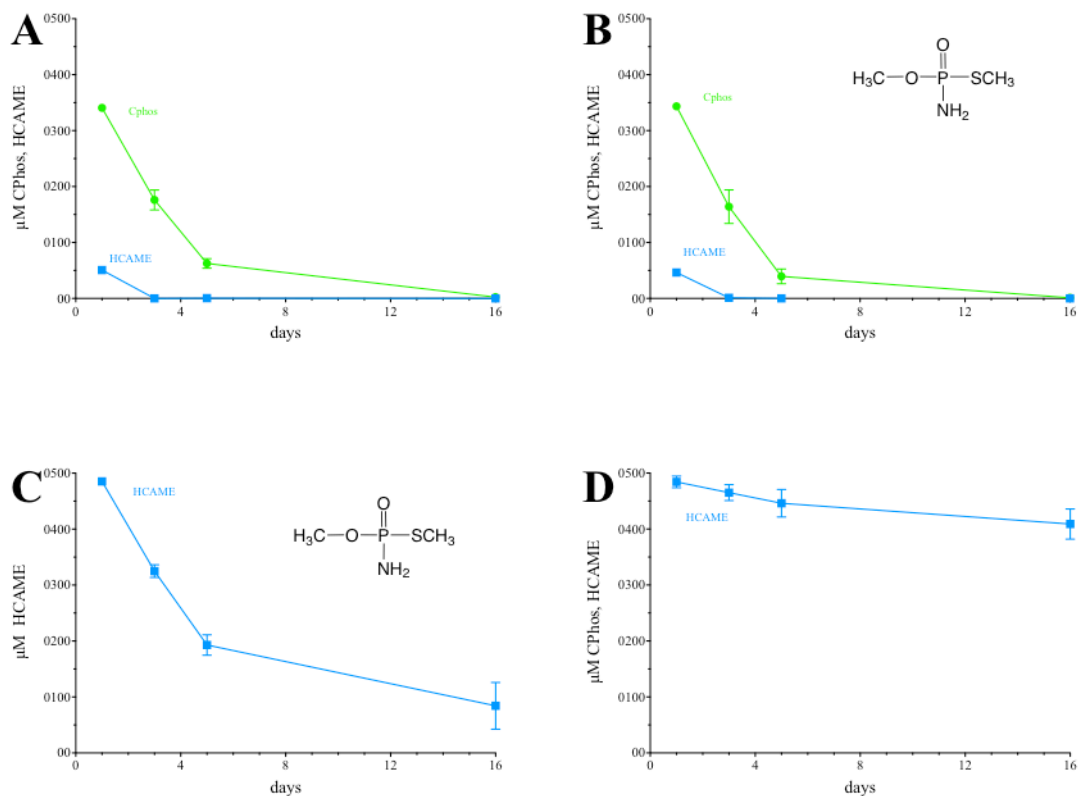 A
μM CPhos, HCAME
0500
0400
0300
0200
0100
00
Cphos
HCAME
0
4
8
12
16
days
B
μM CPhos, HCAME
0500
0400
0300
0200
0100
00
Cphos
HCAME
O
H3C—O—P—SCH3
NH2
0
4
8
12
16
days
C
μM HCAME
0500
0400
0300
0200
0100
00
HCAME
O
H3C—O—P—SCH3
NH2
0
4
8
12
16
days
D
μM CPhos, HCAME
0500
0400
0300
0200
0100
00
HCAME
0
4
8
12
16
days